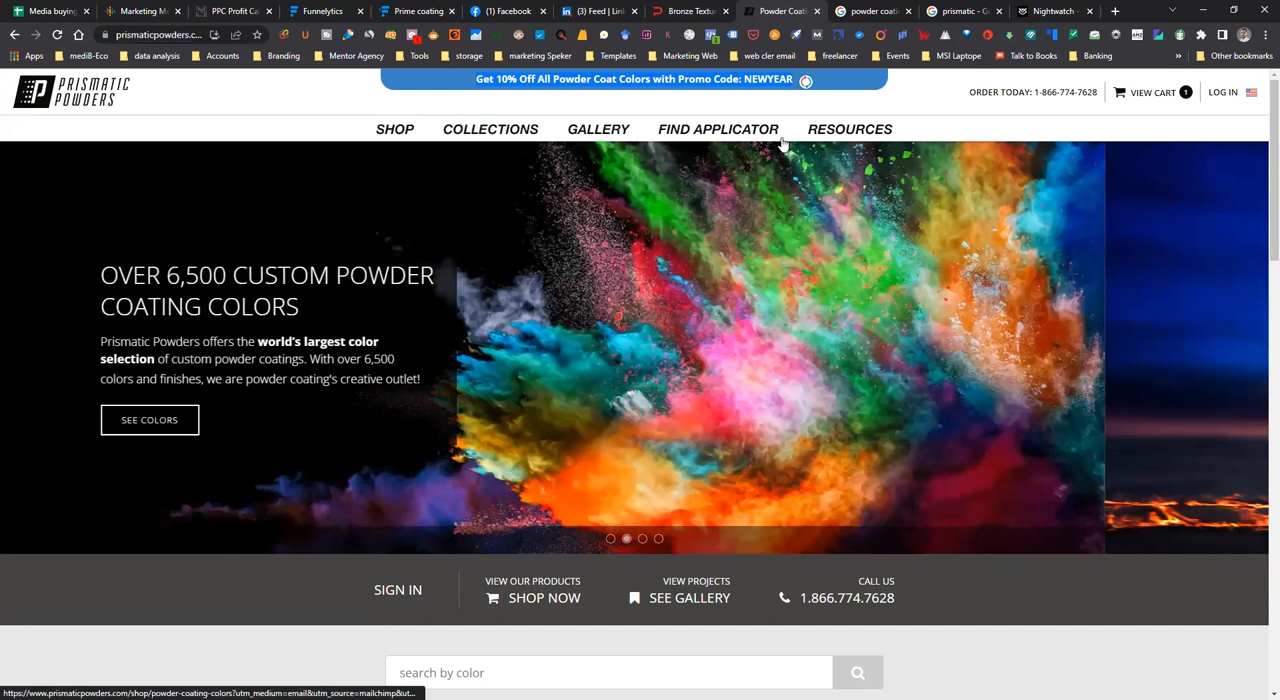 Media buying
Marketing M
PPC Profit Ca
Funnelytics
Prime coating
(1) Facebook
(3) Feed | Lin
Bronze Textu
Powder Coati
powder coati
prismatic - G
Nightwatch -
prismaticpowders.c...
Apps
mediB-Eco
data analysis
Accounts
Branding
Mentor Agency
Tools
storage
marketing Speker
Templates
Marketing Web
web cler email
freelancer
Events
MSI Laptope
Talk to Books
Banking
»
Other bookmarks
P PRISMATIC
POWDERS
Get 10% Off All Powder Coat Colors with Promo Code: NEWYEAR
ORDER TODAY: 1-866-774-7628
VIEW CART 1
LOG IN
SHOP
COLLECTIONS
GALLERY
FIND APPLICATOR
RESOURCES
OVER 6,500 CUSTOM POWDER
COATING COLORS
Prismatic Powders offers the world's largest color
selection of custom powder coatings. With over 6,500
colors and finishes, we are powder coating's creative outlet!
SEE COLORS
SIGN IN
VIEW OUR PRODUCTS
SHOP NOW
VIEW PROJECTS
SEE GALLERY
CALL US
1.866.774.7628
search by color
https://www.prismaticpowders.com/shop/powder-coating-colors?utm_medium=email&utm_source=mailchimp&ut...